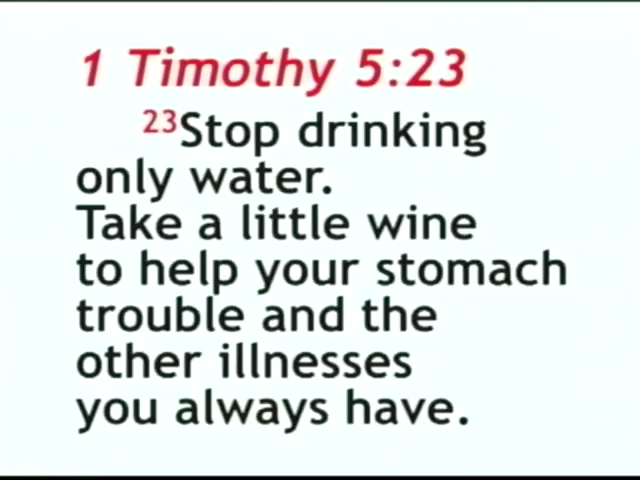 1 Timothy 5:23
23Stop drinking
only water.
Take a little wine
to help your stomach
trouble and the
other illnesses
you always have.